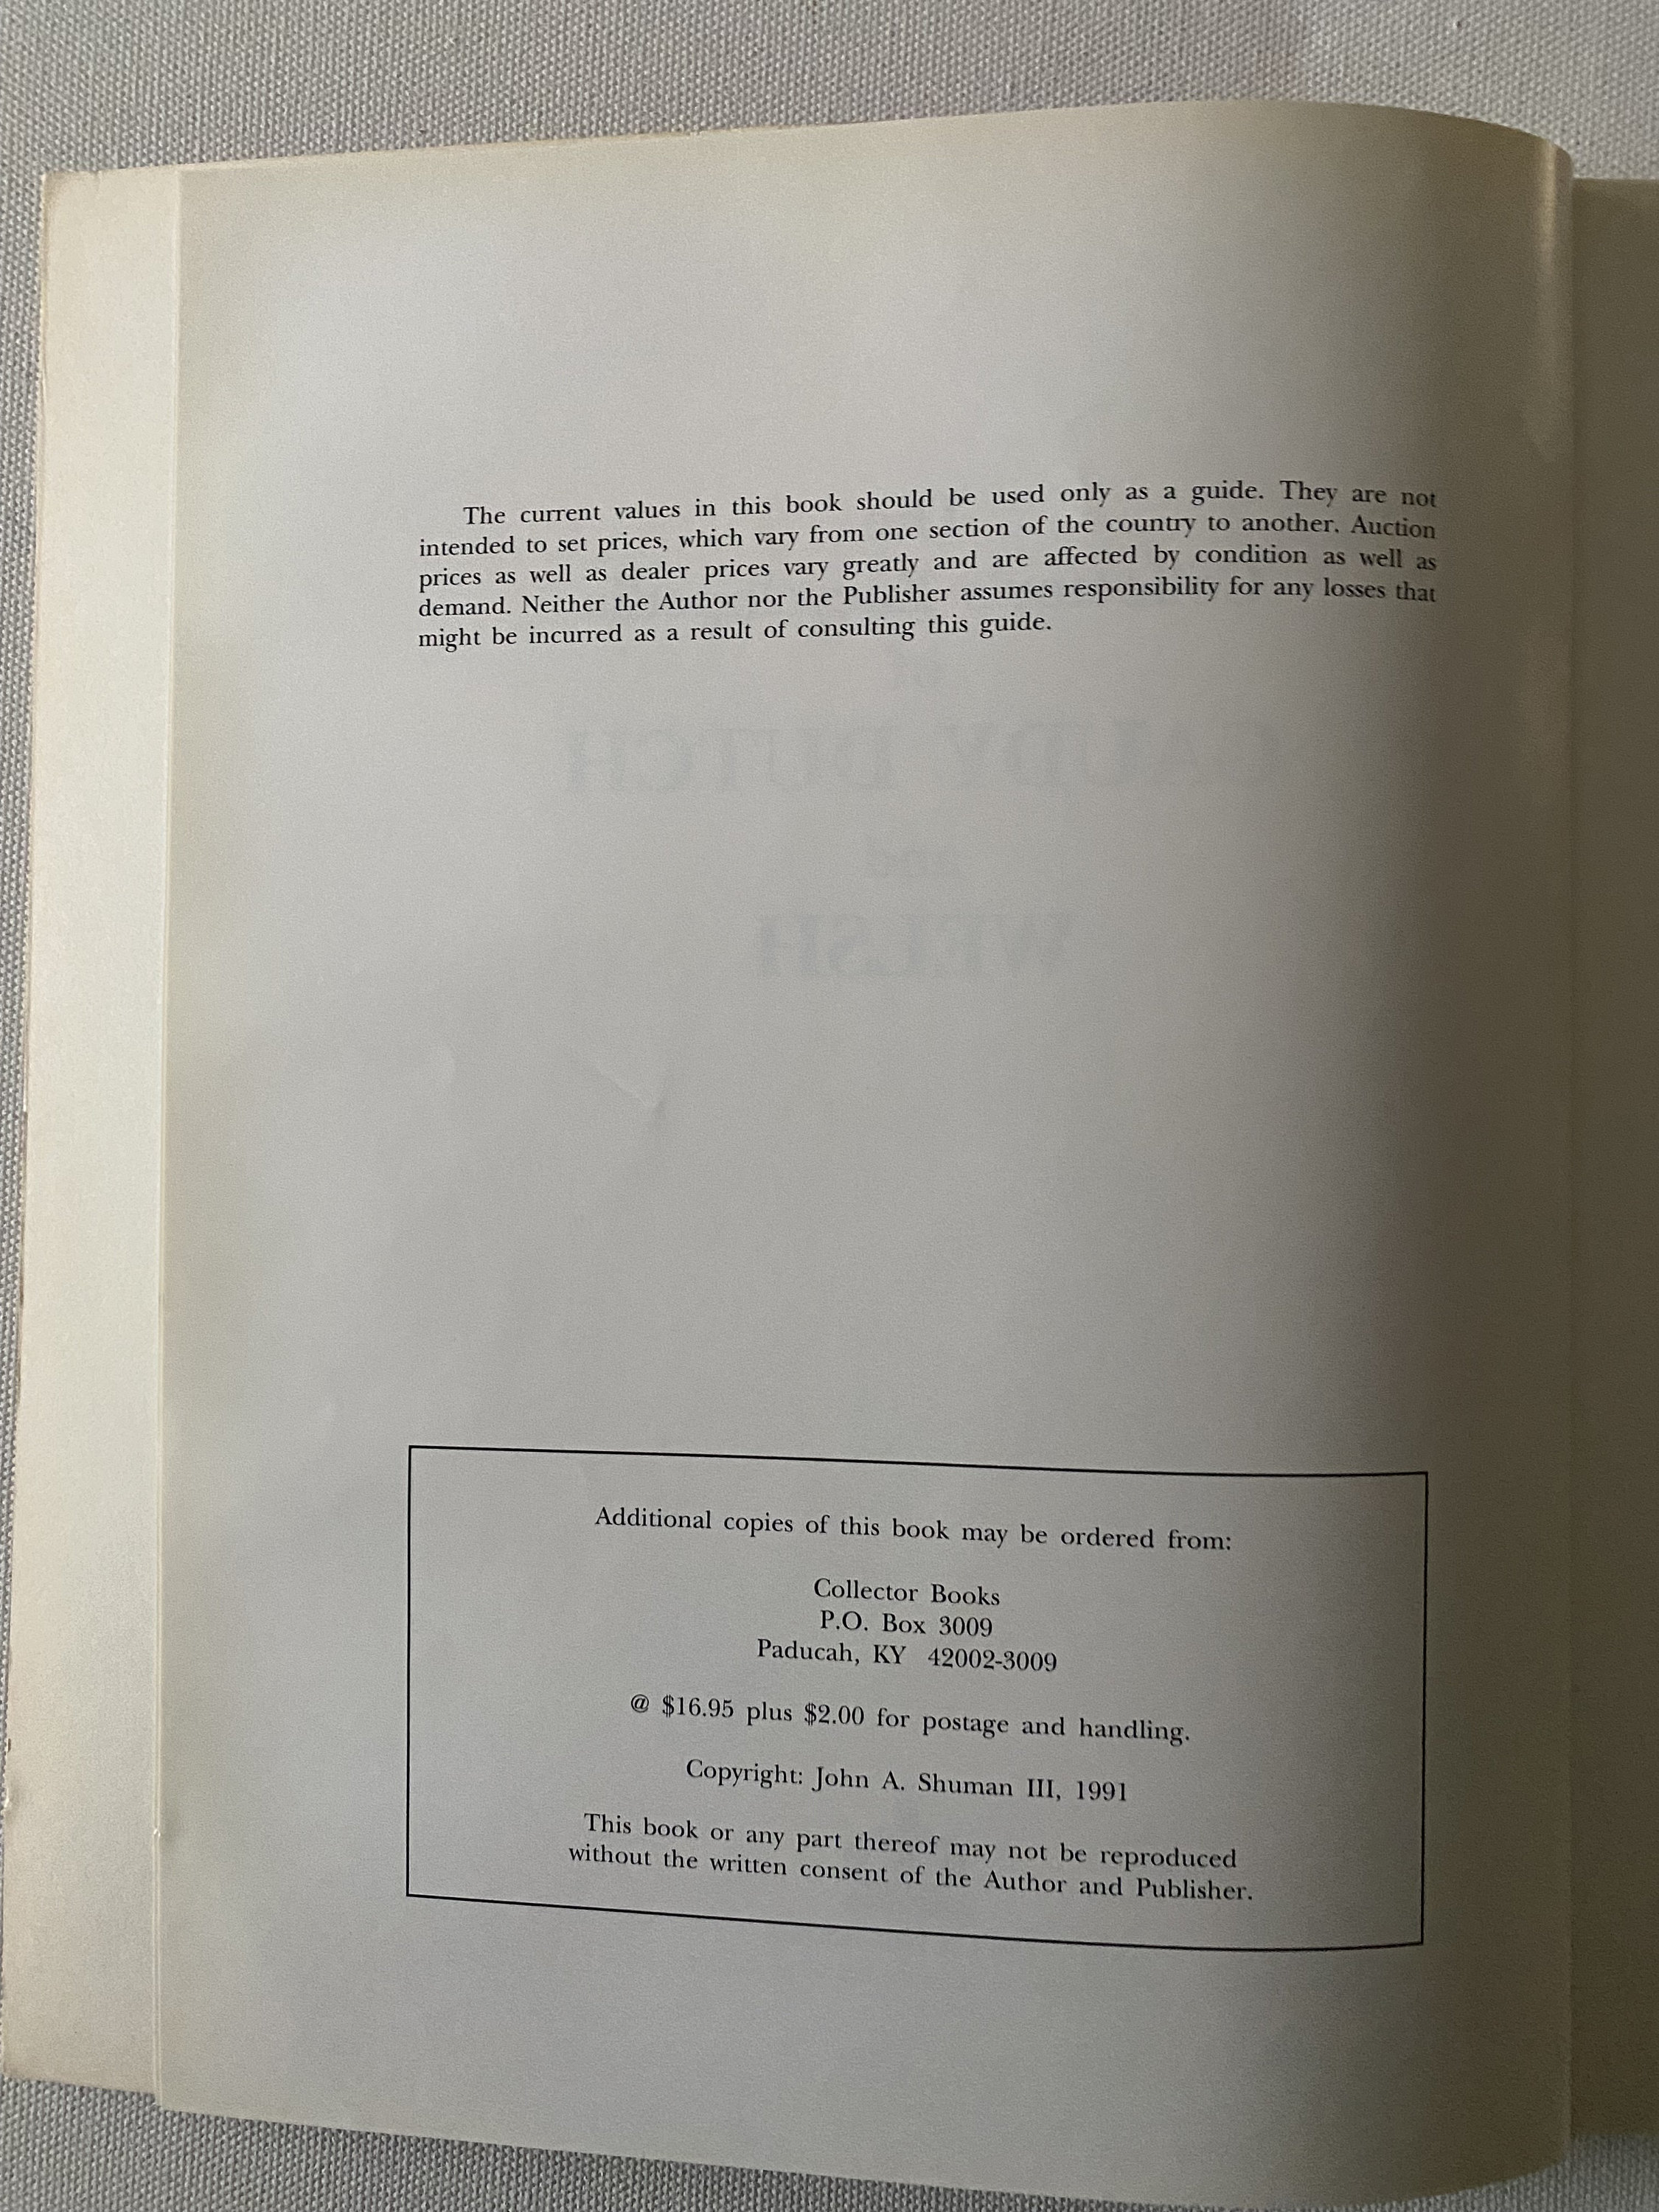 The current values in this book should be used only as a guide. They are not
intended to set prices, which vary from one section of the country to another. Auction
prices as well as dealer prices vary greatly and are affected by condition as well as
demand. Neither the Author nor the Publisher assumes responsibility for any losses that
might be incurred as a result of consulting this guide.
of
GAUDY DUTCH
and
WELSH
Additional copies of this book may be ordered from:
Collector Books
P.O. Box 3009
Paducah, KY 42002-3009
@ $16.95 plus $2.00 for postage and handling.
Copyright: John A. Shuman III, 1991
This book or any part thereof may not be reproduced
without the written consent of the Author and Publisher.